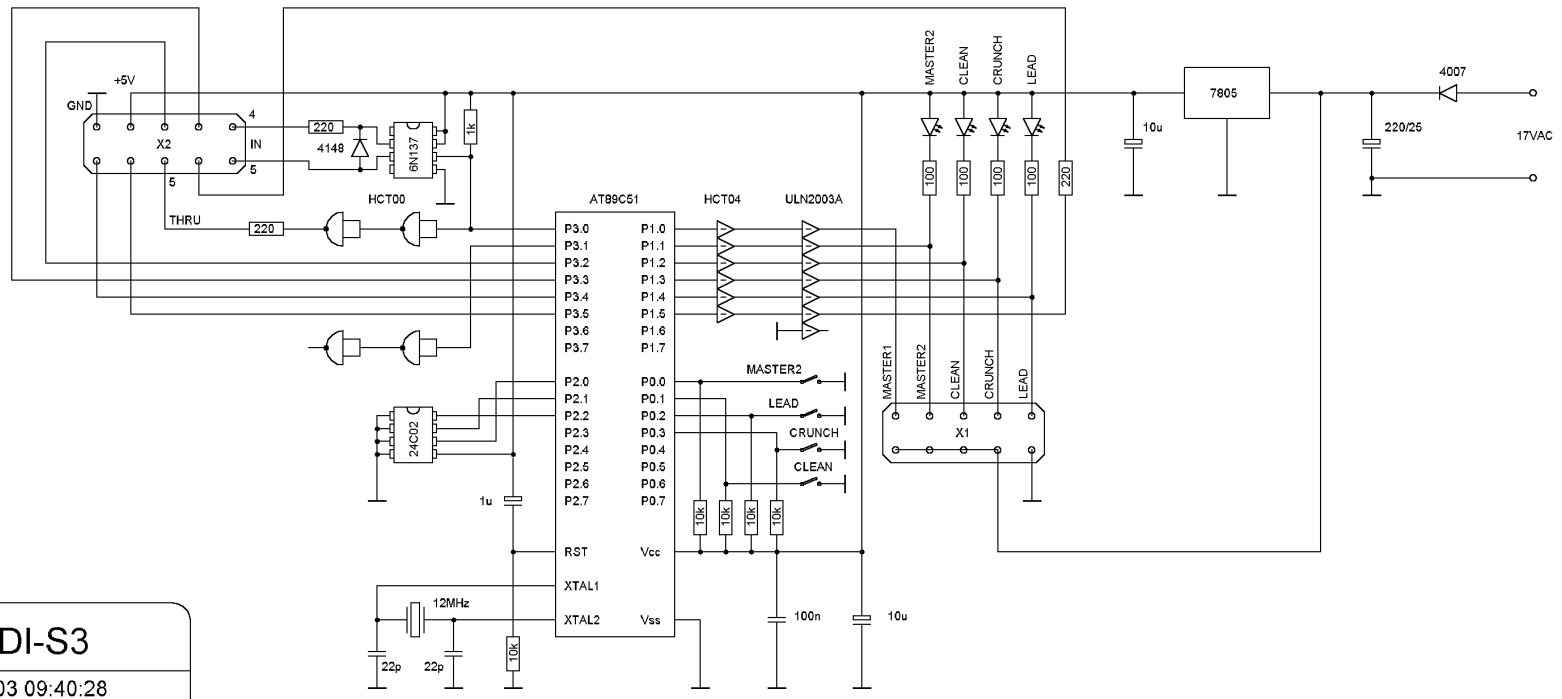 MASTER2
CLEAN
CRUNCH
LEAD
+5V
GND
4
X2
IN
5
5
220
4148
6N137
1k
HCT00
THRU
220
100
100
100
100
220
10u
7805
4007
220/25
17VAC
AT89C51
HCT04
ULN2003A
P3.0 P1.0
P3.1 P1.1
P3.2 P1.2
P3.3 P1.3
P3.4 P1.4
P3.5 P1.5
P3.6 P1.6
P3.7 P1.7
P2.0 P0.0
P2.1 P0.1
P2.2 P0.2
P2.3 P0.3
P2.4 P0.4
P2.5 P0.5
P2.6 P0.6
P2.7 P0.7
RST Vcc
XTAL1
XTAL2 Vss
MASTER2
LEAD
CRUNCH
CLEAN
10k
10k
10k
10k
MASTER1
MASTER2
CLEAN
CRUNCH
LEAD
X1
24C02
1u
12MHz
22p
22p
10k
100n
10u
DI-S3
03 09:40:28